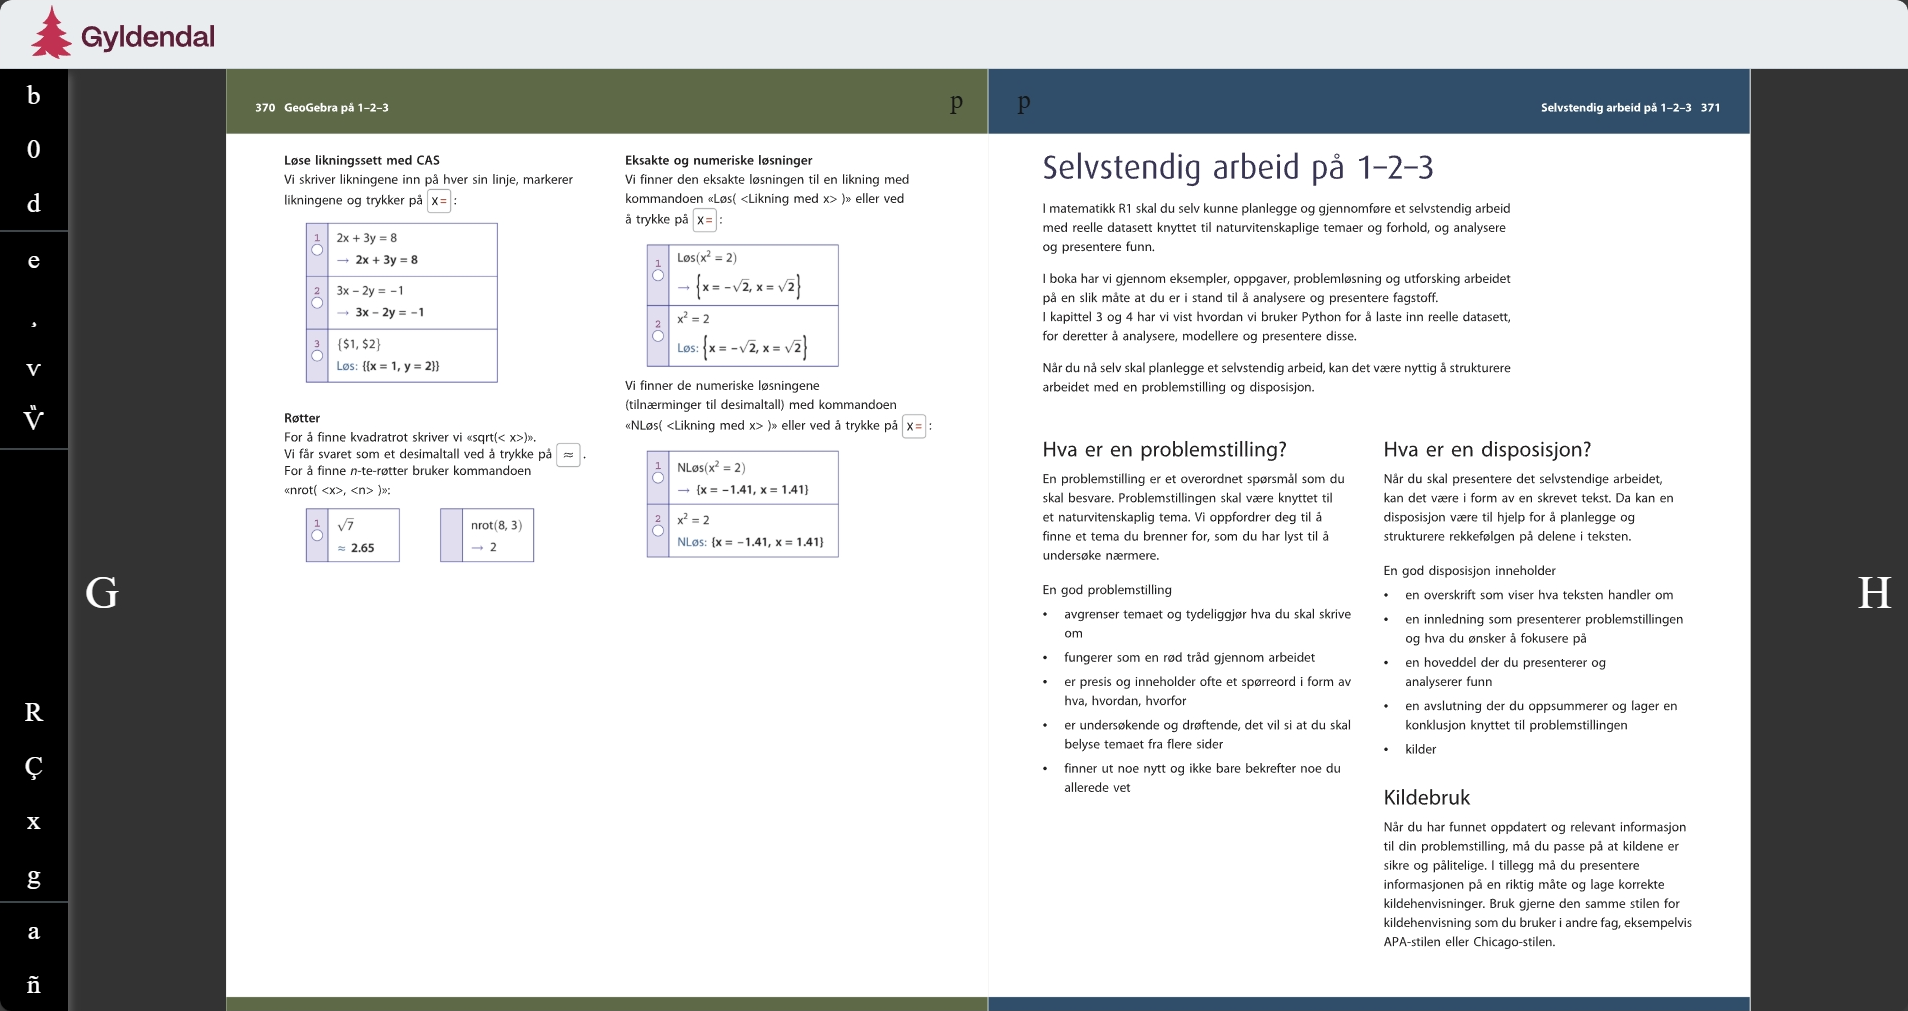 Gyldendal
b
0
d
e
¸
v
R
Ç
x
g
a
ñ
G
H
370 GeoGebra på 1–2–3
p
Løse likningssett med CAS
Vi skriver likningene inn på hver sin linje, markerer
likningene og trykker på x= :
1
2x + 3y = 8
→ 2x + 3y = 8
2
3x – 2y = –1
→ 3x – 2y = –1
3
{$1, $2}
Løs: {{x = 1, y = 2}}
Røtter
For å finne kvadratrot skriver vi «sqrt(< x>)».
Vi får svaret som et desimaltall ved å trykke på ≈ .
For å finne n-te-røtter bruker kommandoen
«nrot( <x>, <n> )»:
1
√7
≈ 2.65
nrot(8, 3)
→ 2
Eksakte og numeriske løsninger
Vi finner den eksakte løsningen til en likning med
kommandoen «Løs( <Likning med x> )» eller ved
å trykke på x= :
1
Løs(x² = 2)
→ {x = –√2, x = √2}
2
x² = 2
Løs: {x = –√2, x = √2}
Vi finner de numeriske løsningene
(tilnærminger til desimaltall) med kommandoen
«NLøs( <Likning med x> )» eller ved å trykke på x= :
1
NLøs(x² = 2)
→ {x = –1.41, x = 1.41}
2
x² = 2
NLøs: {x = –1.41, x = 1.41}
p
Selvstendig arbeid på 1–2–3 371
Selvstendig arbeid på 1–2–3
I matematikk R1 skal du selv kunne planlegge og gjennomføre et selvstendig arbeid
med reelle datasett knyttet til naturvitenskaplige temaer og forhold, og analysere
og presentere funn.
I boka har vi gjennom eksempler, oppgaver, problemløsning og utforsking arbeidet
på en slik måte at du er i stand til å analysere og presentere fagstoff.
I kapittel 3 og 4 har vi vist hvordan vi bruker Python for å laste inn reelle datasett,
for deretter å analysere, modellere og presentere disse.
Når du nå selv skal planlegge et selvstendig arbeid, kan det være nyttig å strukturere
arbeidet med en problemstilling og disposisjon.
Hva er en problemstilling?
En problemstilling er et overordnet spørsmål som du
skal besvare. Problemstillingen skal være knyttet til
et naturvitenskaplig tema. Vi oppfordrer deg til å
finne et tema du brenner for, som du har lyst til å
undersøke nærmere.
En god problemstilling
• avgrenser temaet og tydeliggjør hva du skal skrive
om
• fungerer som en rød tråd gjennom arbeidet
• er presis og inneholder ofte et spørreord i form av
hva, hvordan, hvorfor
• er undersøkende og drøftende, det vil si at du skal
belyse temaet fra flere sider
• finner ut noe nytt og ikke bare bekrefter noe du
allerede vet
Hva er en disposisjon?
Når du skal presentere det selvstendige arbeidet,
kan det være i form av en skrevet tekst. Da kan en
disposisjon være til hjelp for å planlegge og
strukturere rekkefølgen på delene i teksten.
En god disposisjon inneholder
• en overskrift som viser hva teksten handler om
• en innledning som presenterer problemstillingen
og hva du ønsker å fokusere på
• en hoveddel der du presenterer og
analyserer funn
• en avslutning der du oppsummerer og lager en
konklusjon knyttet til problemstillingen
• kilder
Kildebruk
Når du har funnet oppdatert og relevant informasjon
til din problemstilling, må du passe på at kildene er
sikre og pålitelige. I tillegg må du presentere
informasjonen på en riktig måte og lage korrekte
kildehenvisninger. Bruk gjerne den samme stilen for
kildehenvisning som du bruker i andre fag, eksempelvis
APA-stilen eller Chicago-stilen.